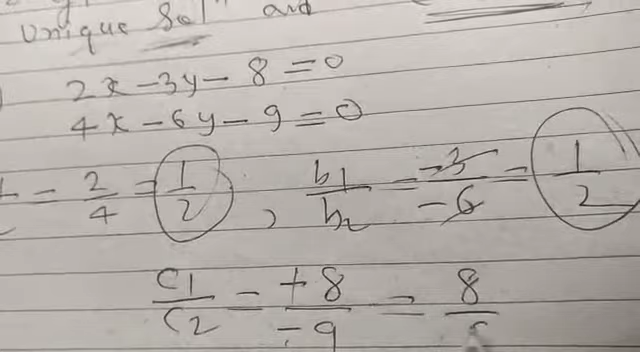 Unique Solⁿ and
2x - 3y - 8 = 0
4x - 6y - 9 = 0
= 2/4 = 1/2 , b1/b2 = -3/-6 = 1/2
c1/c2 = +8/-9 = 8/